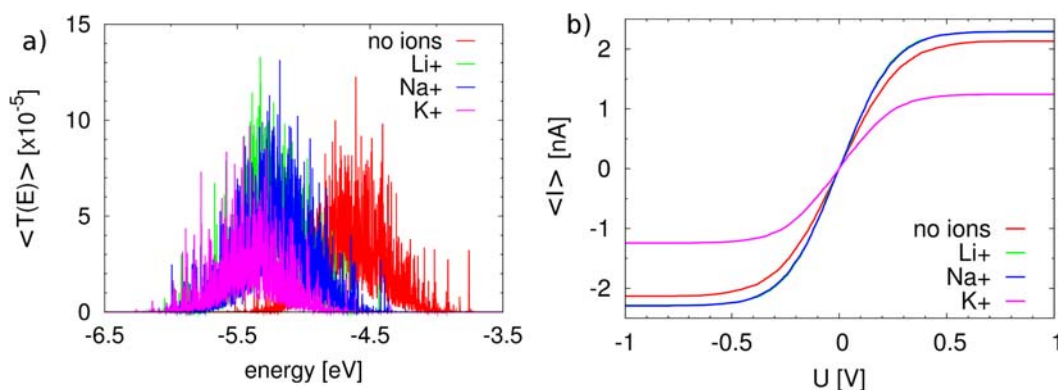 a)
<T(E)> [x10^-5]
15
10
5
0
no ions
Li+
Na+
K+
-6.5
-5.5
-4.5
-3.5
energy [eV]
b)
<I> [nA]
2
1
0
-1
-2
no ions
Li+
Na+
K+
-1
-0.5
0
0.5
1
U [V]